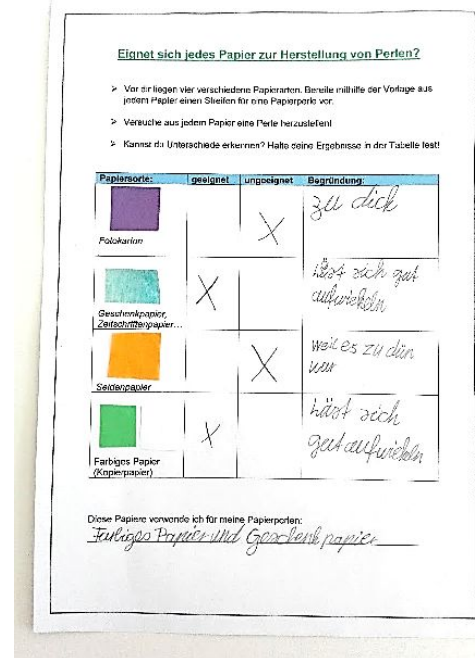 Eignet sich jedes Papier zur Herstellung von Perlen?
➢ Vor dir liegen vier verschiedene Papierarten. Bereite mithilfe der Vorlage aus
jedem Papier einen Streifen für eine Papierperle vor.
➢ Versuche aus jedem Papier eine Perle herzustellen!
➢ Kannst du Unterschiede erkennen? Halte deine Ergebnisse in der Tabelle fest!
Papiersorte: geeignet ungeeignet Begründung:
zu dick
X
Fotokarton
Läst sich gut
X aufwickeln
Geschenkpapier,
Zeitschriftenpapier...
weil es zu dün
X war
Seidenpapier
Läst sich
X gut aufwickeln
Farbiges Papier
(Kopierpapier)
Diese Papiere verwende ich für meine Papierperlen:
Farbiges Papier und Geschenkpapier